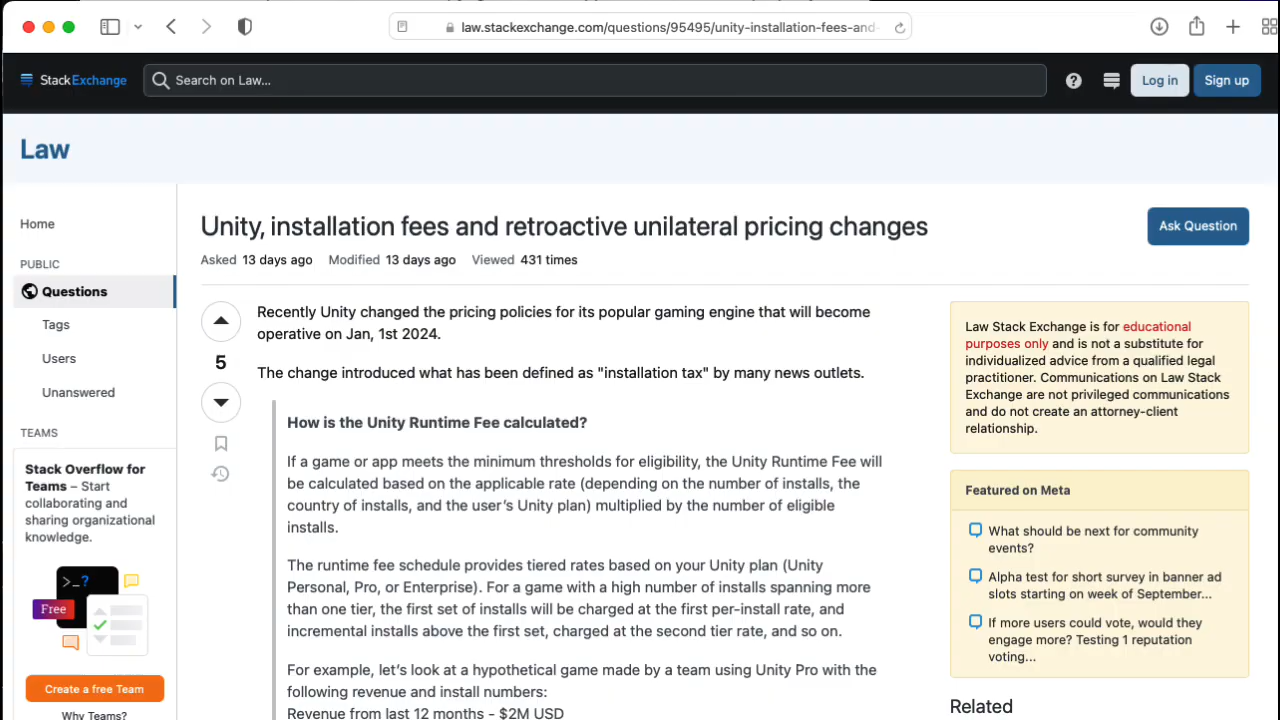 law.stackexchange.com/questions/95495/unity-installation-fees-and-
StackExchange
Search on Law...
Log in
Sign up
Law
Home
PUBLIC
Questions
Tags
Users
Unanswered
TEAMS
Stack Overflow for
Teams – Start
collaborating and
sharing organizational
knowledge.
>_?
Free
Create a free Team
Why Teams?
Unity, installation fees and retroactive unilateral pricing changes
Ask Question
Asked 13 days ago Modified 13 days ago Viewed 431 times
5
Recently Unity changed the pricing policies for its popular gaming engine that will become
operative on Jan, 1st 2024.
The change introduced what has been defined as "installation tax" by many news outlets.
How is the Unity Runtime Fee calculated?
If a game or app meets the minimum thresholds for eligibility, the Unity Runtime Fee will
be calculated based on the applicable rate (depending on the number of installs, the
country of installs, and the user's Unity plan) multiplied by the number of eligible
installs.
The runtime fee schedule provides tiered rates based on your Unity plan (Unity
Personal, Pro, or Enterprise). For a game with a high number of installs spanning more
than one tier, the first set of installs will be charged at the first per-install rate, and
incremental installs above the first set, charged at the second tier rate, and so on.
For example, let's look at a hypothetical game made by a team using Unity Pro with the
following revenue and install numbers:
Revenue from last 12 months - $2M USD
Law Stack Exchange is for educational
purposes only and is not a substitute for
individualized advice from a qualified legal
practitioner. Communications on Law Stack
Exchange are not privileged communications
and do not create an attorney-client
relationship.
Featured on Meta
What should be next for community
events?
Alpha test for short survey in banner ad
slots starting on week of September...
If more users could vote, would they
engage more? Testing 1 reputation
voting...
Related